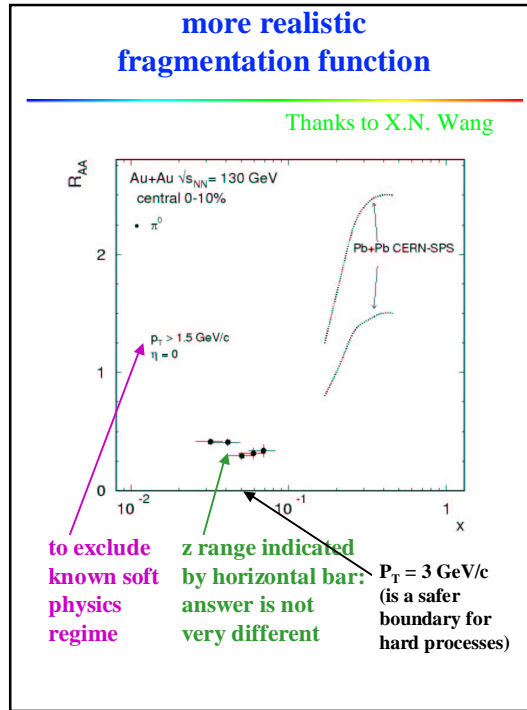 more realistic
fragmentation function
Thanks to X.N. Wang
R_AA
Au+Au √s_NN = 130 GeV
central 0-10%
• π⁰
2
Pb+Pb CERN-SPS
p_T > 1.5 GeV/c
η = 0
1
0
10⁻²
10⁻¹
1
x
to exclude
known soft
physics
regime
z range indicated
by horizontal bar:
answer is not
very different
P_T = 3 GeV/c
(is a safer
boundary for
hard processes)